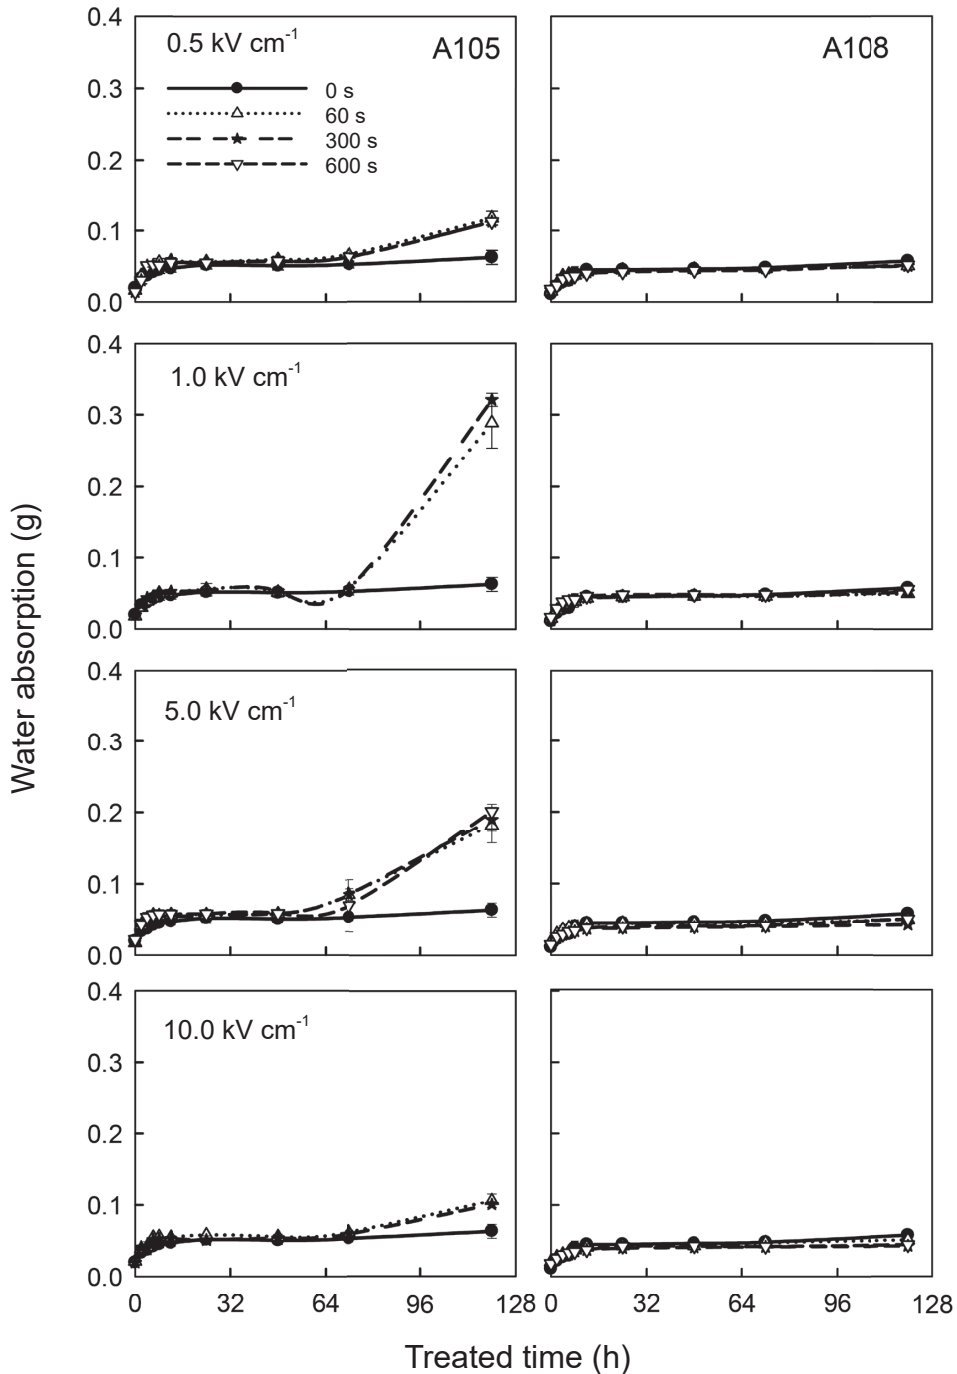 0.4
0.5 kV cm⁻¹
A105
A108
0.3
0 s
60 s
300 s
600 s
0.2
0.1
0.0
0.4
1.0 kV cm⁻¹
0.3
0.2
0.1
0.0
Water absorption (g)
0.4
5.0 kV cm⁻¹
0.3
0.2
0.1
0.0
0.4
10.0 kV cm⁻¹
0.3
0.2
0.1
0.0
0 32 64 96 128 0 32 64 96 128
Treated time (h)